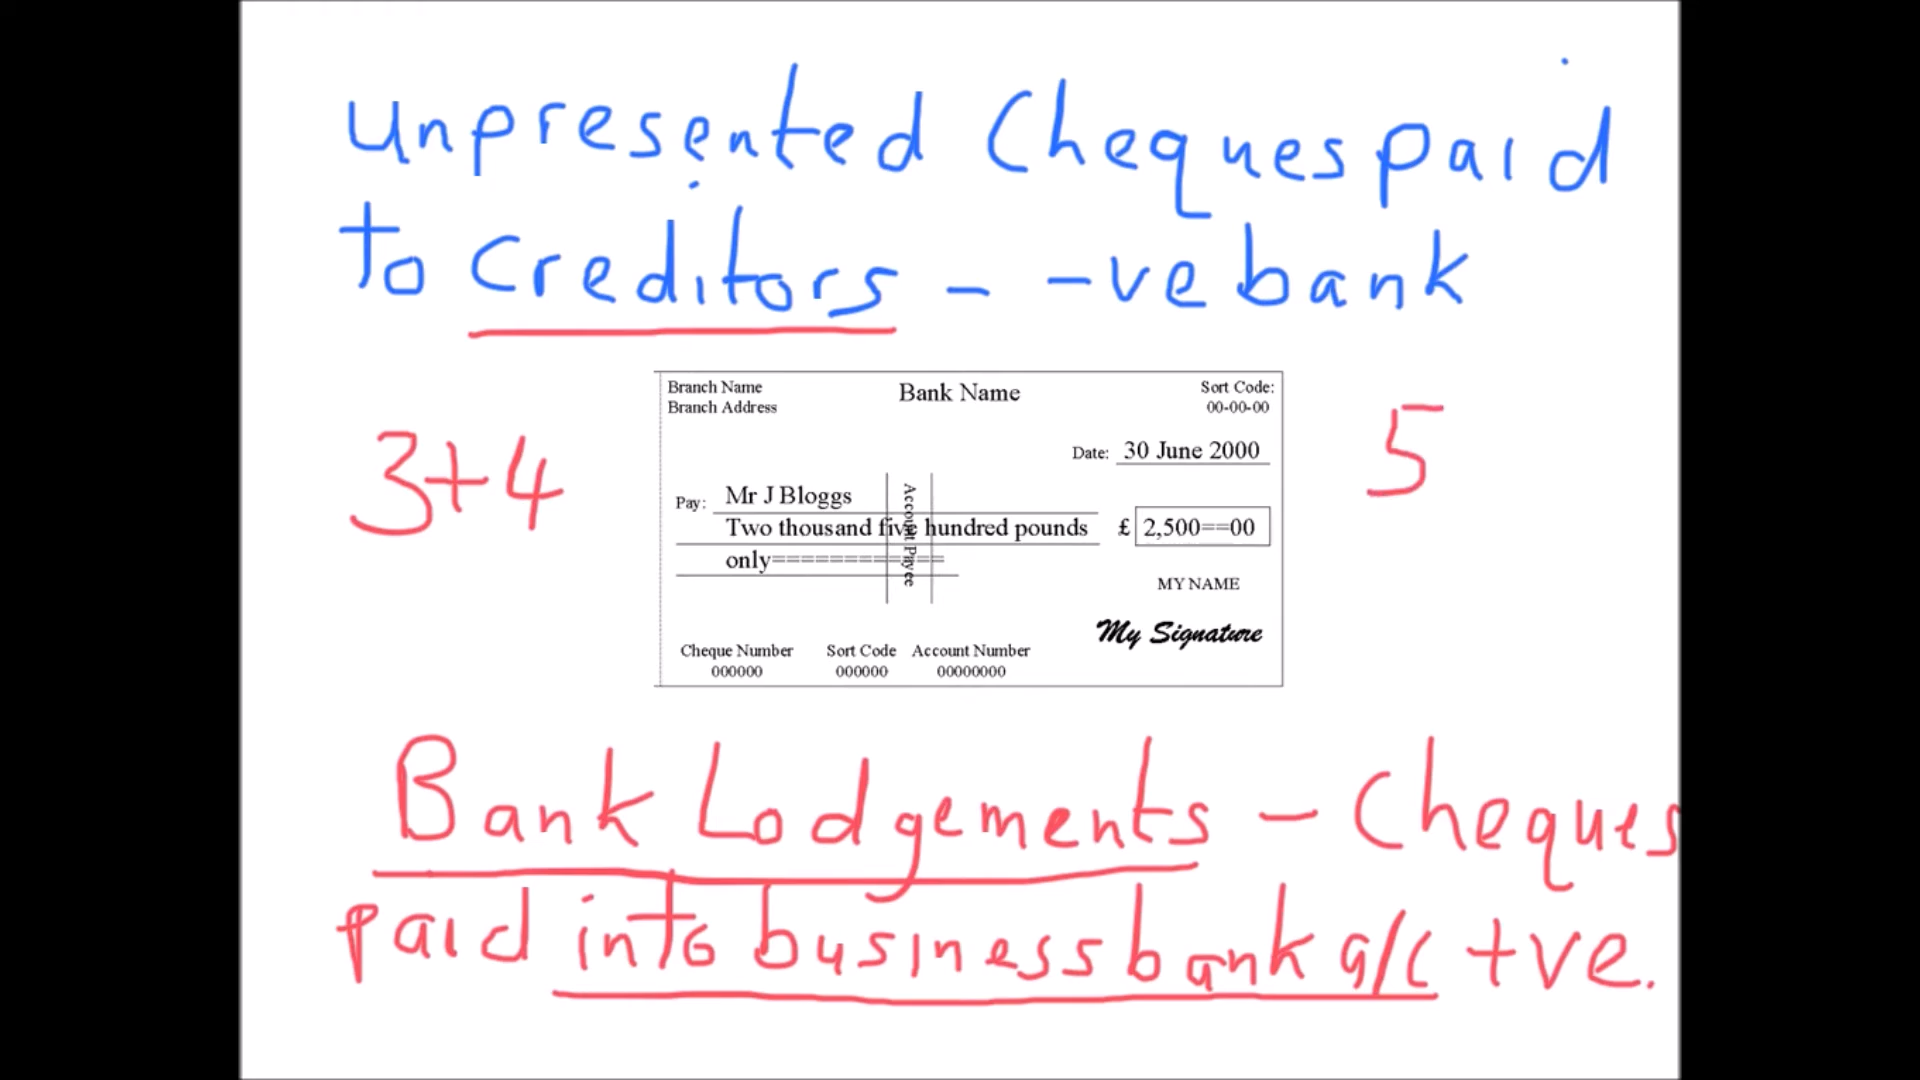 Unpresented Cheques paid
to Creditors - -ve bank
Branch Name
Branch Address
Bank Name
Sort Code:
00-00-00
3+4
5
Date: 30 June 2000
Pay: Mr J Bloggs
Account Payee
Two thousand five hundred pounds
£ 2,500==00
only============
MY NAME
My Signature
Cheque Number Sort Code Account Number
000000 000000 00000000
Bank Lodgements - Cheques
paid into business bank a/c +ve.